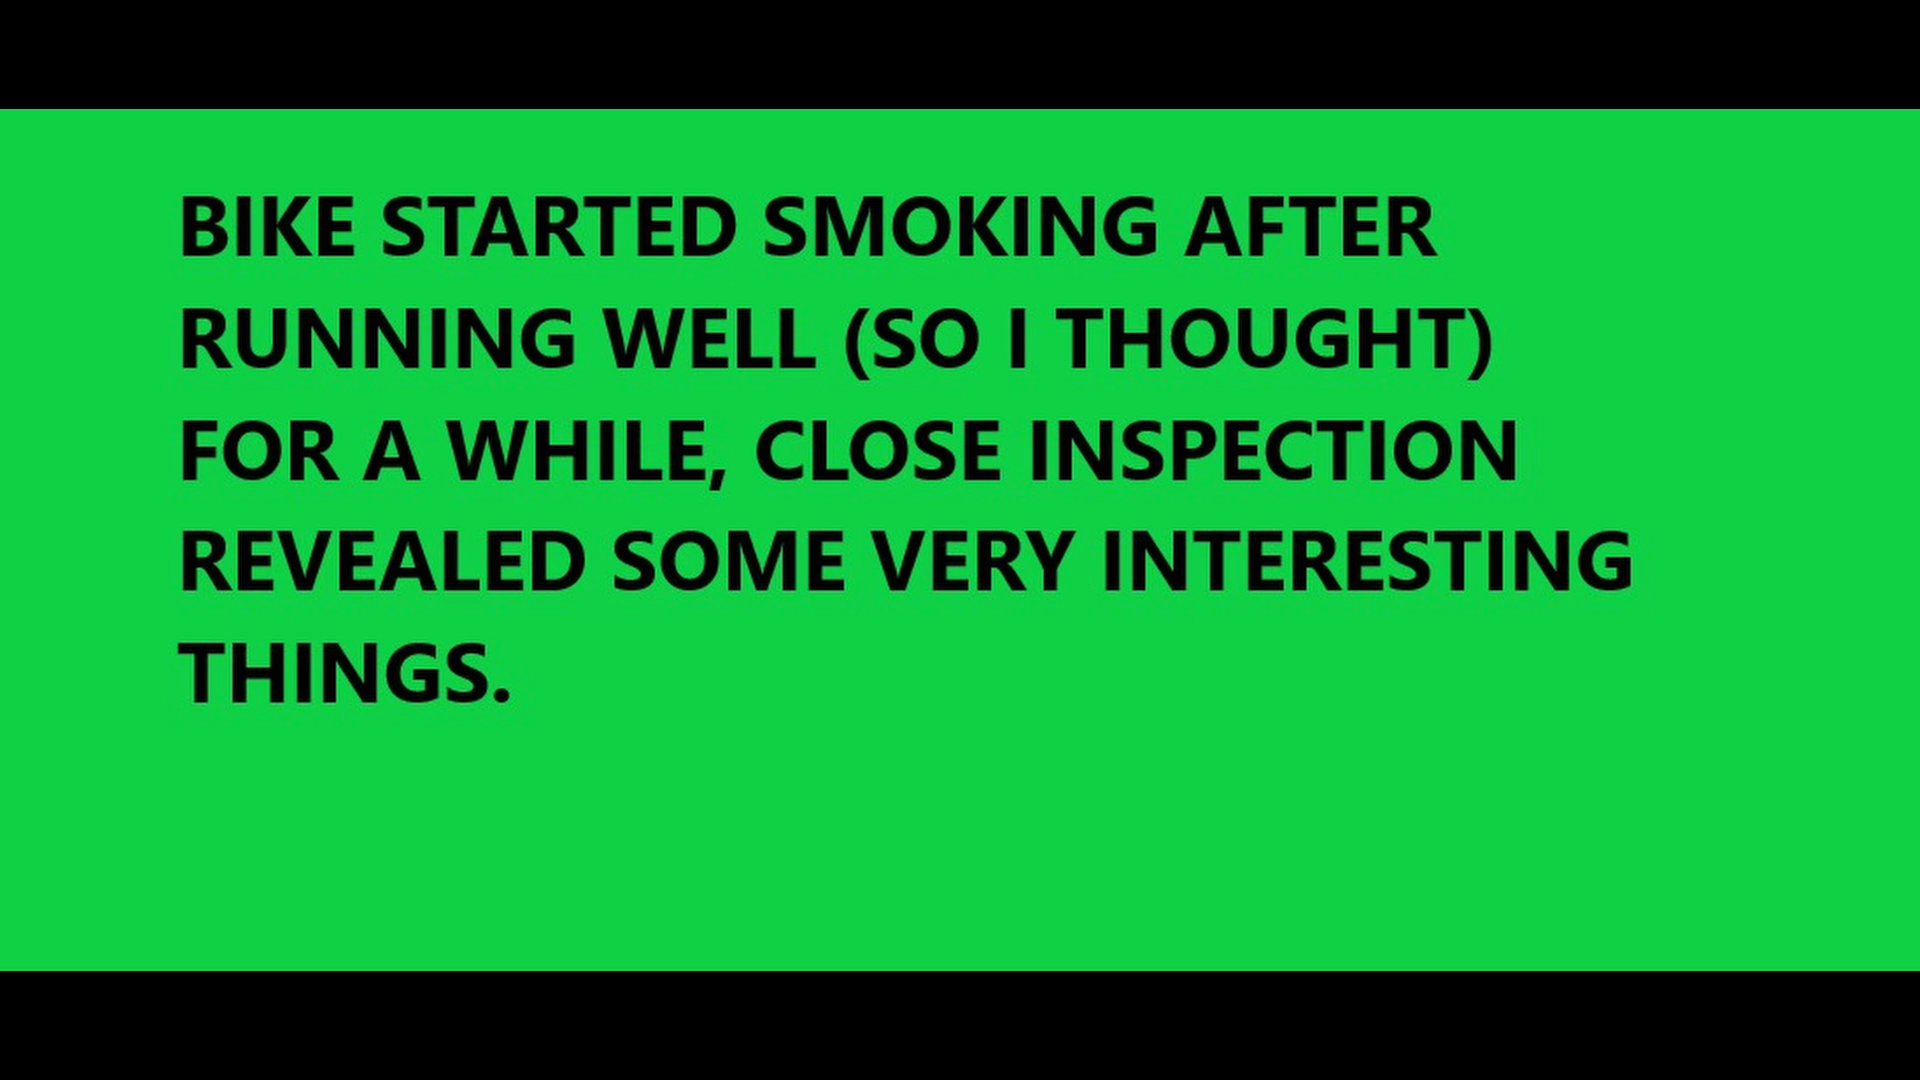 BIKE STARTED SMOKING AFTER
RUNNING WELL (SO I THOUGHT)
FOR A WHILE, CLOSE INSPECTION
REVEALED SOME VERY INTERESTING
THINGS.